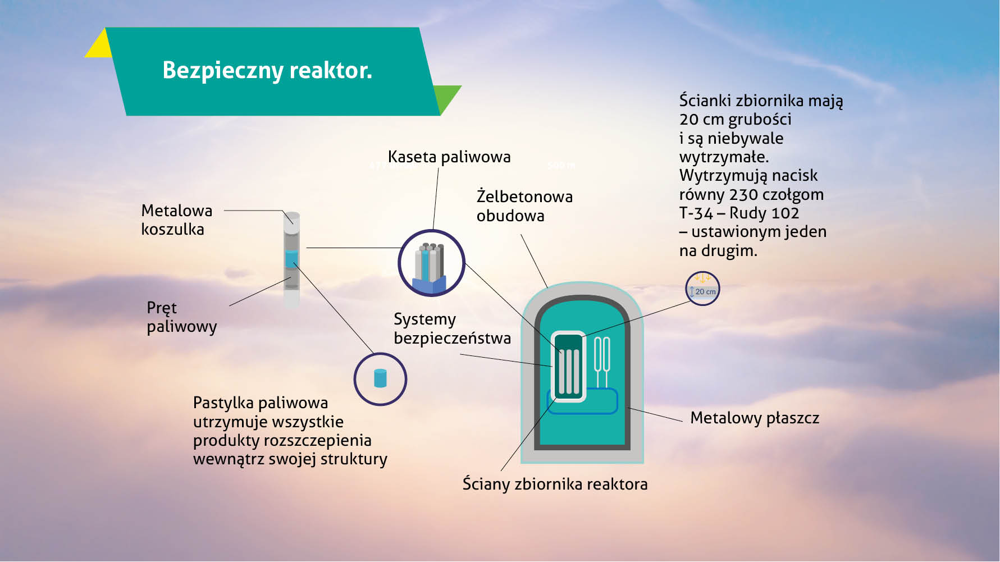 Bezpieczny reaktor.
Ścianki zbiornika mają
20 cm grubości
i są niebywale
wytrzymałe.
Wytrzymują nacisk
równy 230 czołgom
T-34 – Rudy 102
– ustawionym jeden
na drugim.
Kaseta paliwowa
500 m
Żelbetonowa
obudowa
Metalowa
koszulka
20 cm
Pręt
paliwowy
Systemy
bezpieczeństwa
Pastylka paliwowa
utrzymuje wszystkie
produkty rozszczepienia
wewnątrz swojej struktury
Metalowy płaszcz
Ściany zbiornika reaktora